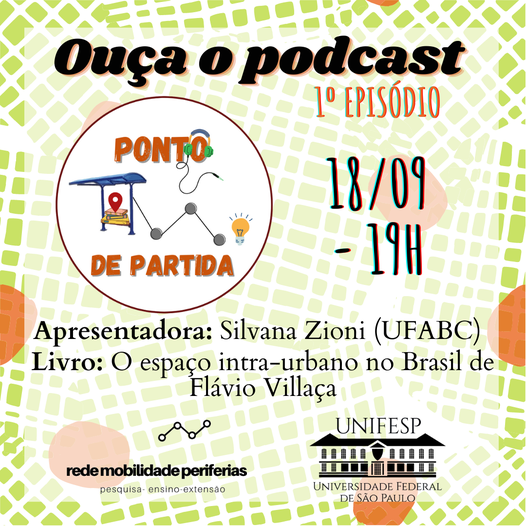 Ouça o podcast
1º EPISÓDIO
PONTO
DE PARTIDA
18/09
- 19H
Apresentadora: Silvana Zioni (UFABC)
Livro: O espaço intra-urbano no Brasil de
Flávio Villaça
rede mobilidade periferias
pesquisa· ensino·extensão
UNIFESP
UNIVERSIDADE FEDERAL
DE SÃO PAULO